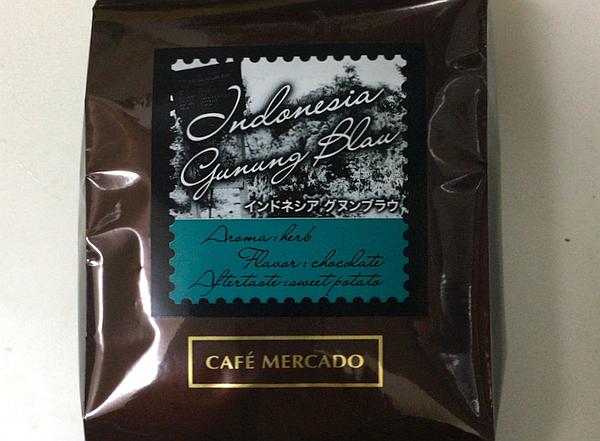 Indonesia
Gunung Blau
インドネシア グヌンブラウ
Aroma : herb
Flavor : chocolate
Aftertaste : sweet potato
CAFÉ MERCADO